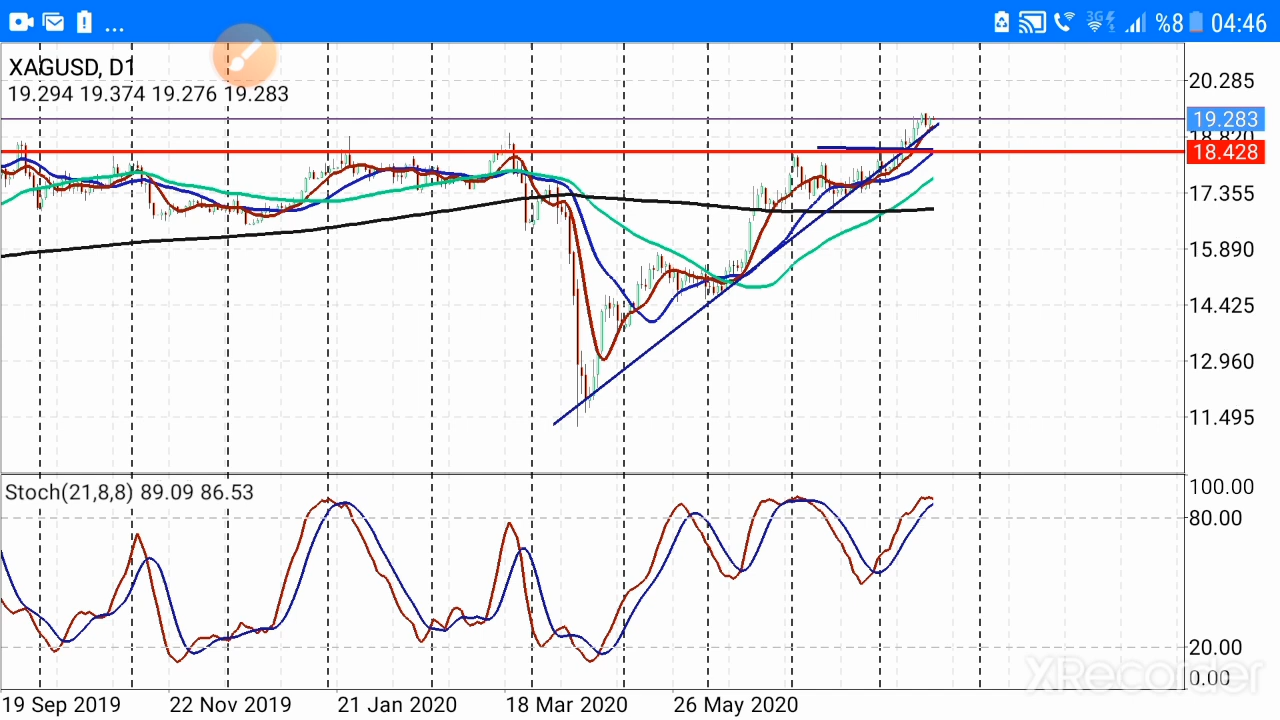 ... 3G %8 04:46
XAGUSD, D1
19.294 19.374 19.276 19.283
20.285
19.283
18.820
18.428
17.355
15.890
14.425
12.960
11.495
Stoch(21,8,8) 89.09 86.53
100.00
80.00
20.00
0.00
XRecorder
19 Sep 2019 22 Nov 2019 21 Jan 2020 18 Mar 2020 26 May 2020